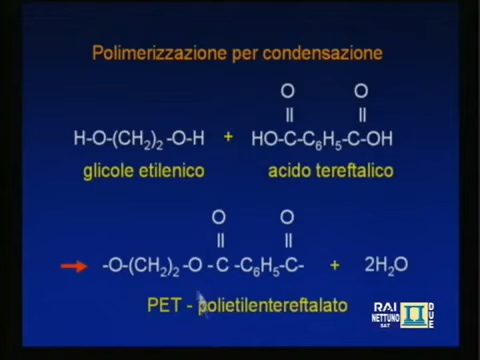 Polimerizzazione per condensazione
O O
|| ||
H-O-(CH2)2-O-H + HO-C-C6H5-C-OH
glicole etilenico acido tereftalico
O O
|| ||
-O-(CH2)2-O-C-C6H5-C- + 2H2O
PET - polietilentereftalato
RAI
NETTUNO
SAT
DUE